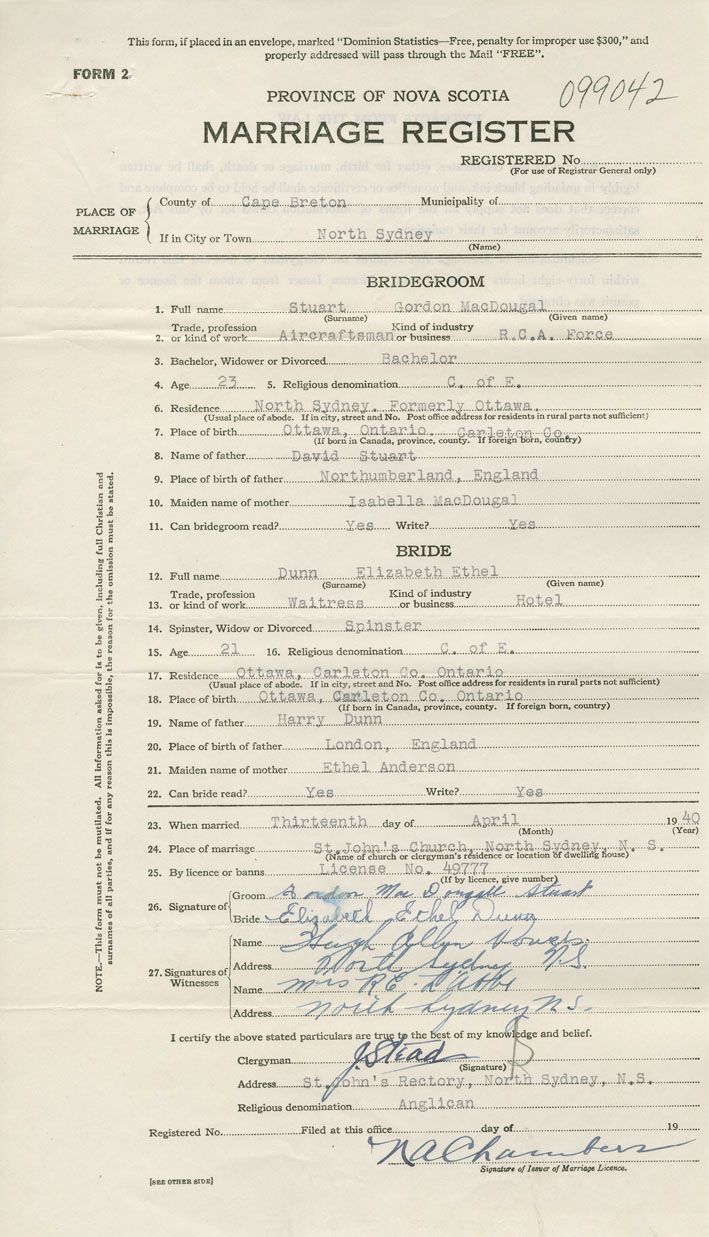 This form, if placed in an envelope, marked "Dominion Statistics—Free, penalty for improper use $300," and
properly addressed will pass through the Mail "FREE".
FORM 2
099042
PROVINCE OF NOVA SCOTIA
MARRIAGE REGISTER
REGISTERED No.
(For use of Registrar General only)
PLACE OF MARRIAGE
County of Cape Breton Municipality of
If in City or Town North Sydney
(Name)
BRIDEGROOM
1. Full name Stuart Gordon MacDougal
(Surname) (Given name)
2. Trade, profession or kind of work Aircraftsman Kind of industry or business R.C.A. Force
3. Bachelor, Widower or Divorced Bachelor
4. Age 23 5. Religious denomination C. of E.
6. Residence North Sydney. Formerly Ottawa.
(Usual place of abode. If in city, street and No. Post office address for residents in rural parts not sufficient)
7. Place of birth Ottawa, Ontario. Carleton Co.
(If born in Canada, province, county. If foreign born, country)
8. Name of father David Stuart
9. Place of birth of father Northumberland, England
10. Maiden name of mother Isabella MacDougal
11. Can bridegroom read? Yes Write? Yes
BRIDE
12. Full name Dunn Elizabeth Ethel
(Surname) (Given name)
13. Trade, profession or kind of work Waitress Kind of industry or business Hotel
14. Spinster, Widow or Divorced Spinster
15. Age 21 16. Religious denomination C. of E.
17. Residence Ottawa, Carleton Co. Ontario
(Usual place of abode. If in city, street and No. Post office address for residents in rural parts not sufficient)
18. Place of birth Ottawa, Carleton Co. Ontario
(If born in Canada, province, county. If foreign born, country)
19. Name of father Harry Dunn
20. Place of birth of father London, England
21. Maiden name of mother Ethel Anderson
22. Can bride read? Yes Write? Yes
23. When married Thirteenth day of April 1940
(Month) (Year)
24. Place of marriage St. John's Church, North Sydney, N. S.
(Name of church or clergyman's residence or location of dwelling house)
25. By licence or banns License No. 49777
(If by licence, give number)
26. Signature of
Groom Gordon Mac Dougall Stuart
Bride Elizabeth Ethel Dunn
27. Signatures of Witnesses
Name Hugh Allyn
Address North Sydney N.S.
Name Mrs R.E.
Address North Sydney N.S.
I certify the above stated particulars are true to the best of my knowledge and belief.
Clergyman J. Stead
(Signature)
Address St. John's Rectory, North Sydney, N.S.
Religious denomination Anglican
Registered No. Filed at this office day of 19
N A Chambers
Signature of Issuer of Marriage Licence.
[SEE OTHER SIDE]
NOTE.—This form must not be mutilated. All information asked for is to be given, including full Christian and
surnames of all parties, and if for any reason this is impossible, the reason for the omission must be stated.